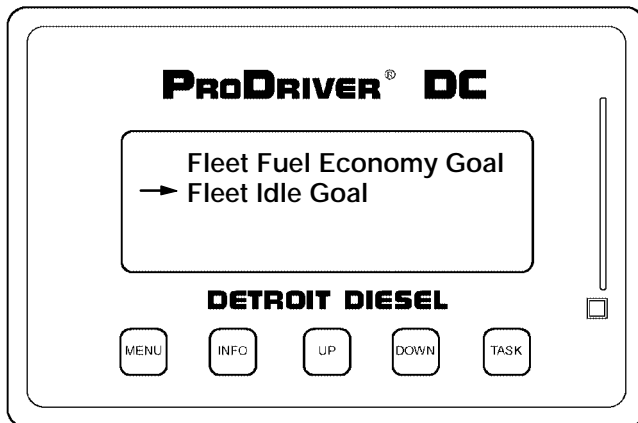 PRODRIVER® DC
Fleet Fuel Economy Goal
→ Fleet Idle Goal
DETROIT DIESEL
MENU INFO UP DOWN TASK